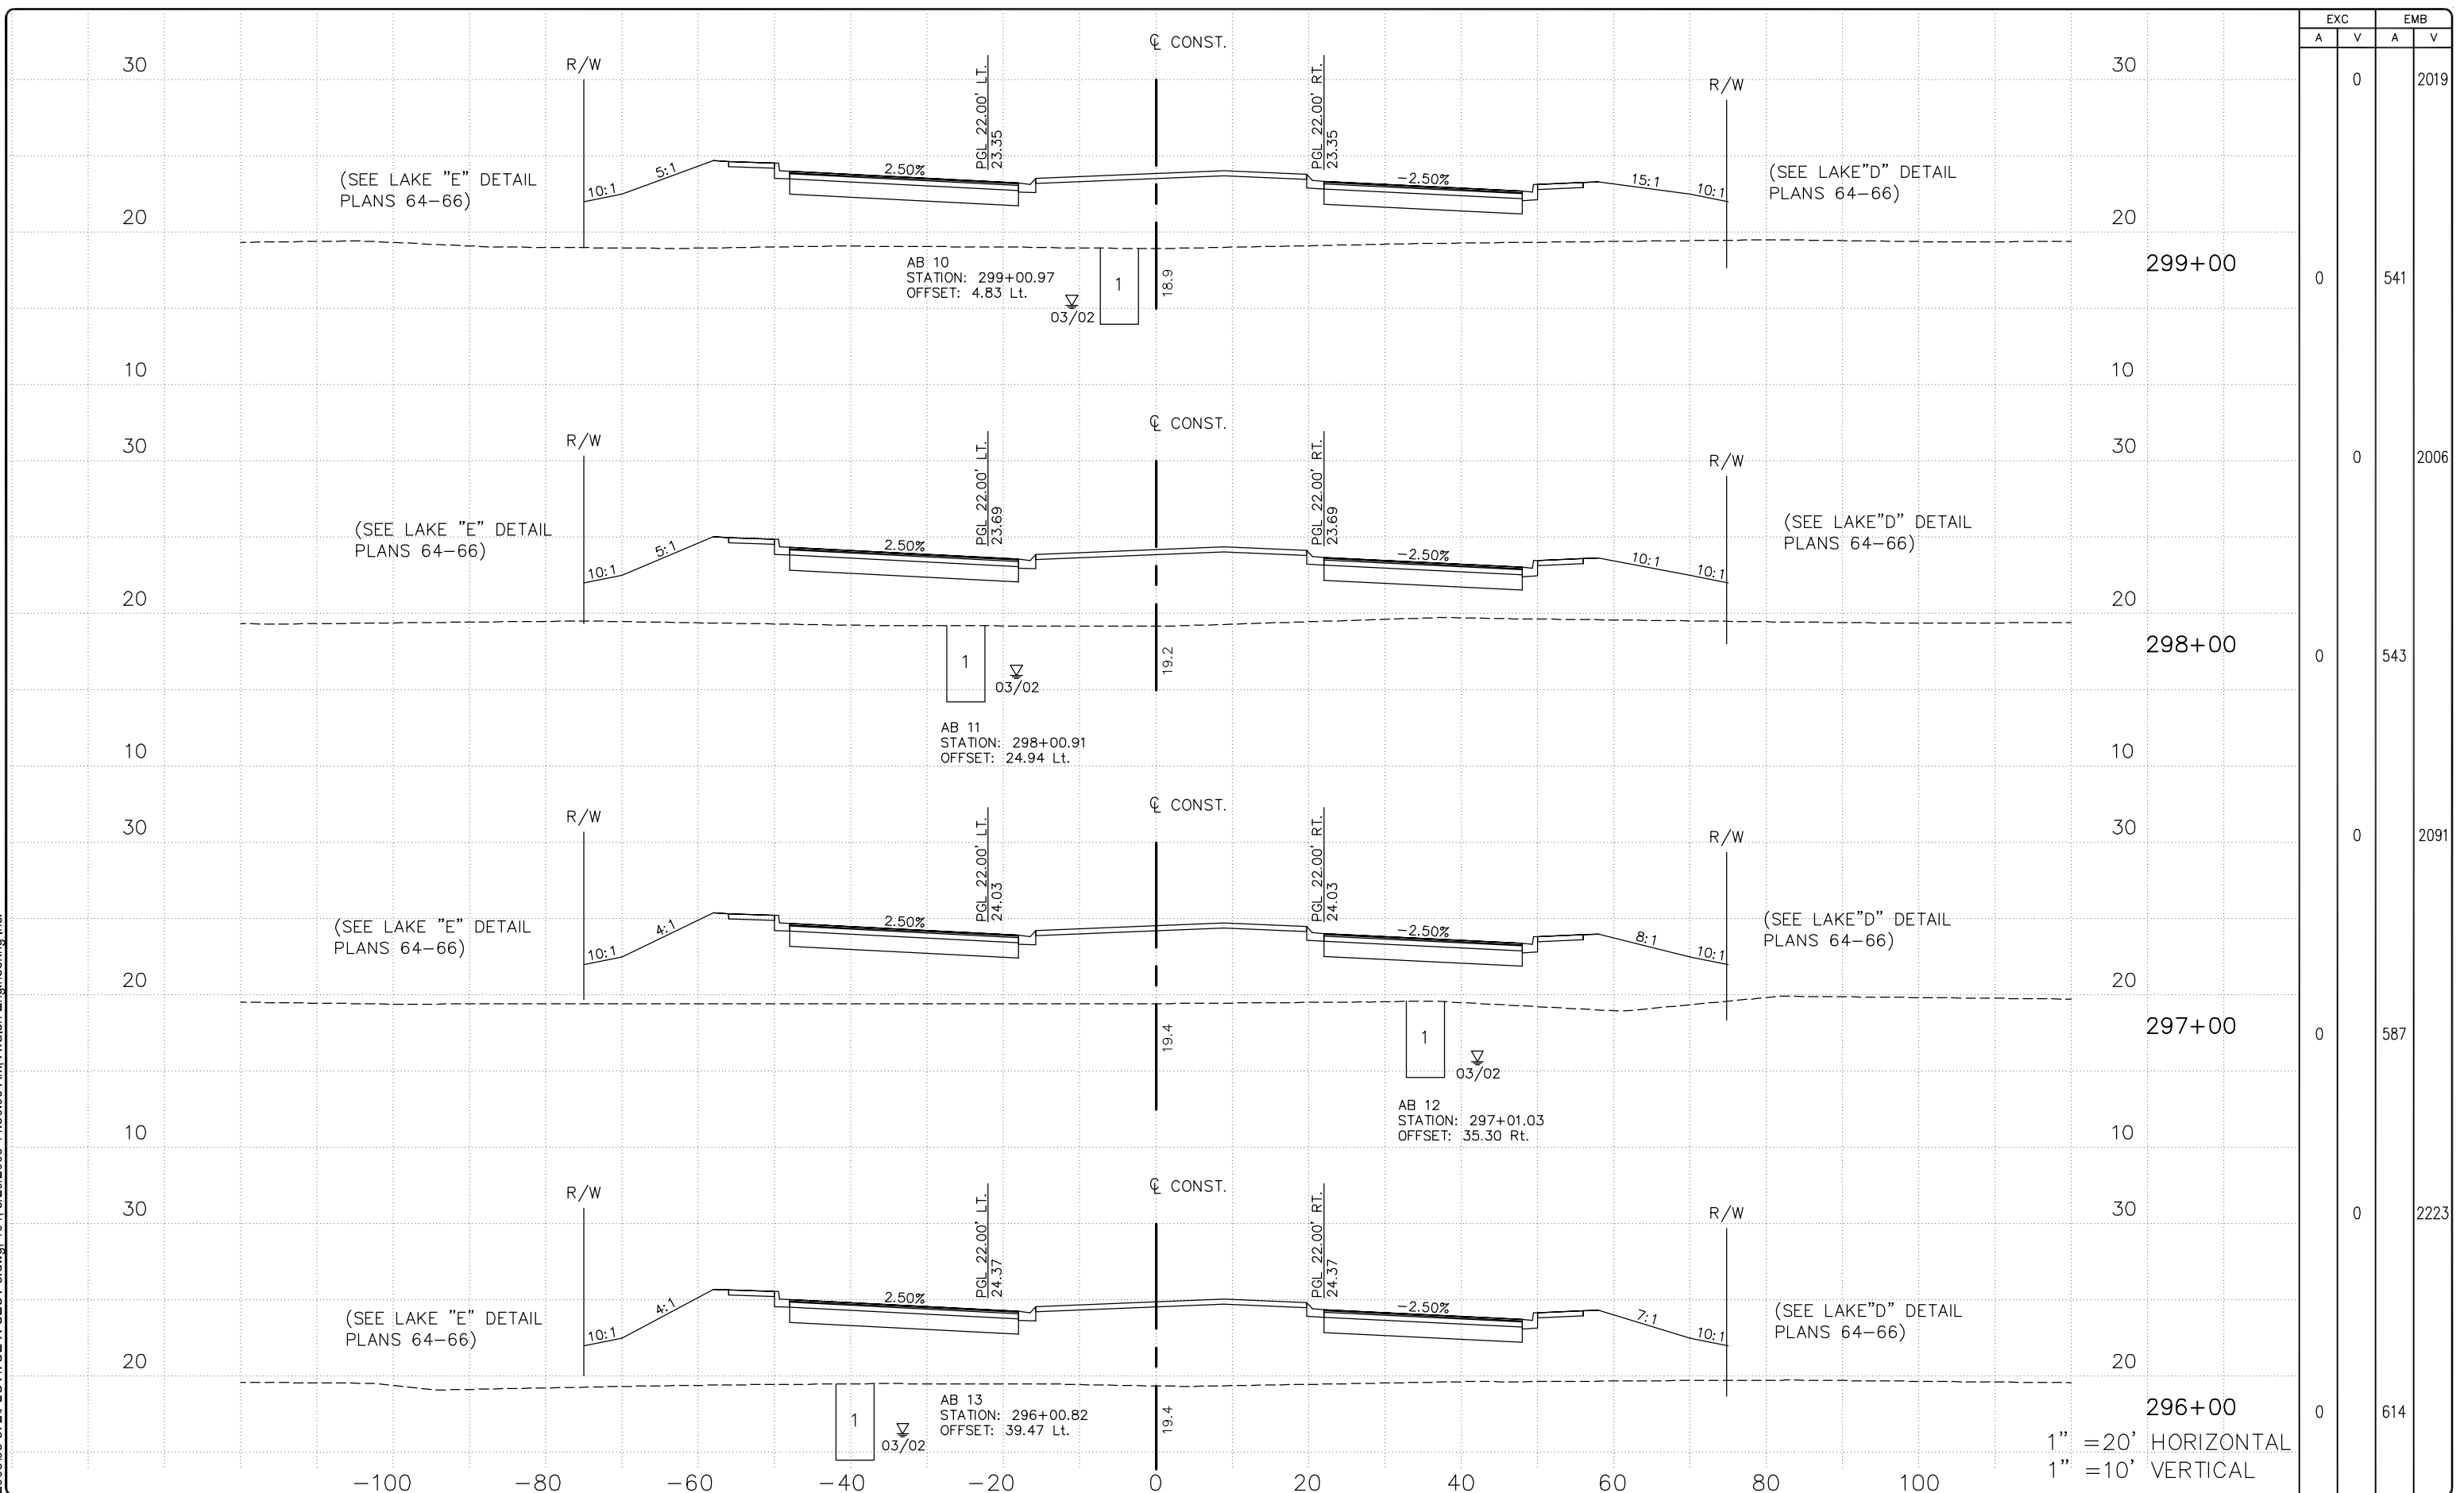 EXC EMB
A V A V
℄ CONST.
30 R/W PGL 22.00' LT. 23.35 PGL 22.00' RT. 23.35 R/W 30 0 2019
(SEE LAKE "E" DETAIL
PLANS 64-66)
10:1 5:1 2.50% -2.50% 15:1 10:1
(SEE LAKE"D" DETAIL
PLANS 64-66)
20 20
299+00
AB 10
STATION: 299+00.97
OFFSET: 4.83 Lt.
03/02
1
18.9
0 541
10 10
℄ CONST.
30 R/W PGL 22.00' LT. 23.69 PGL 22.00' RT. 23.69 R/W 30 0 2006
(SEE LAKE "E" DETAIL
PLANS 64-66)
10:1 5:1 2.50% -2.50% 10:1 10:1
(SEE LAKE"D" DETAIL
PLANS 64-66)
20 20
298+00
1
03/02
19.2
0 543
AB 11
STATION: 298+00.91
OFFSET: 24.94 Lt.
10 10
℄ CONST.
30 R/W PGL 22.00' LT. 24.03 PGL 22.00' RT. 24.03 R/W 30 0 2091
(SEE LAKE "E" DETAIL
PLANS 64-66)
10:1 4:1 2.50% -2.50% 8:1 10:1
(SEE LAKE"D" DETAIL
PLANS 64-66)
20 20
297+00
19.4
1
03/02
0 587
AB 12
STATION: 297+01.03
OFFSET: 35.30 Rt.
10 10
℄ CONST.
30 R/W PGL 22.00' LT. 24.37 PGL 22.00' RT. 24.37 R/W 30 0 2223
(SEE LAKE "E" DETAIL
PLANS 64-66)
10:1 4:1 2.50% -2.50% 7:1 10:1
(SEE LAKE"D" DETAIL
PLANS 64-66)
20 20
296+00
1
03/02
AB 13
STATION: 296+00.82
OFFSET: 39.47 Lt.
19.4
0 614
1" =20' HORIZONTAL
1" =10' VERTICAL
-100 -80 -60 -40 -20 0 20 40 60 80 100